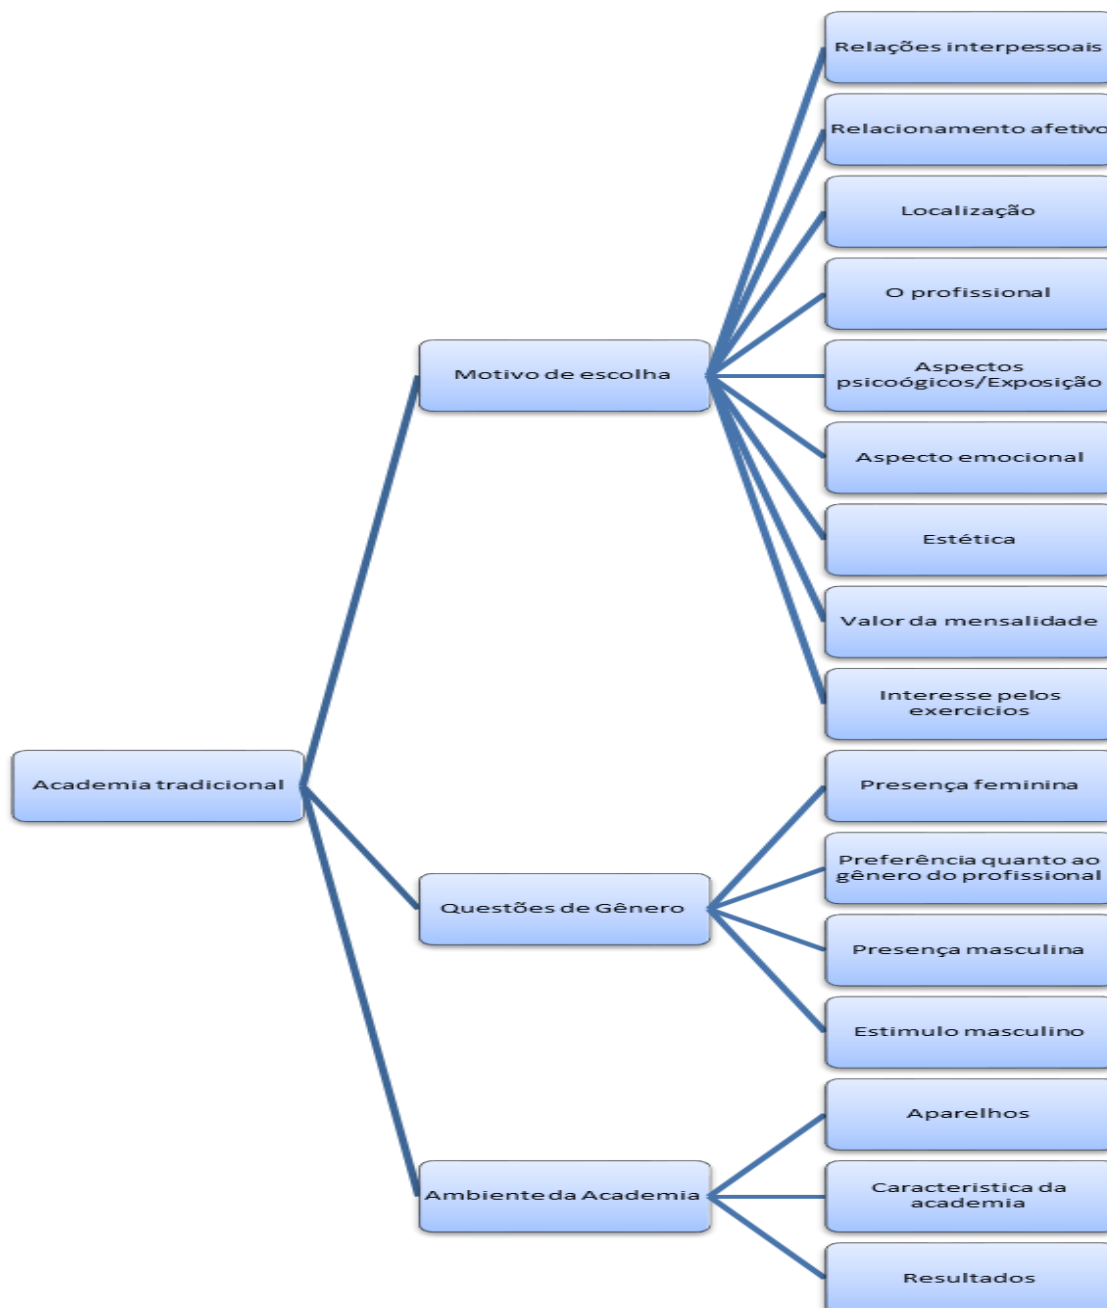 Relações interpessoais
Relacionamento afetivo
Localização
O profissional
Motivo de escolha
Aspectos
psicoógicos/Exposição
Aspecto emocional
Estética
Valor da mensalidade
Interesse pelos
exercicios
Academia tradicional
Presença feminina
Preferência quanto ao
gênero do profissional
Questões de Gênero
Presença masculina
Estimulo masculino
Aparelhos
Ambiente da Academia
Caracteristica da
academia
Resultados